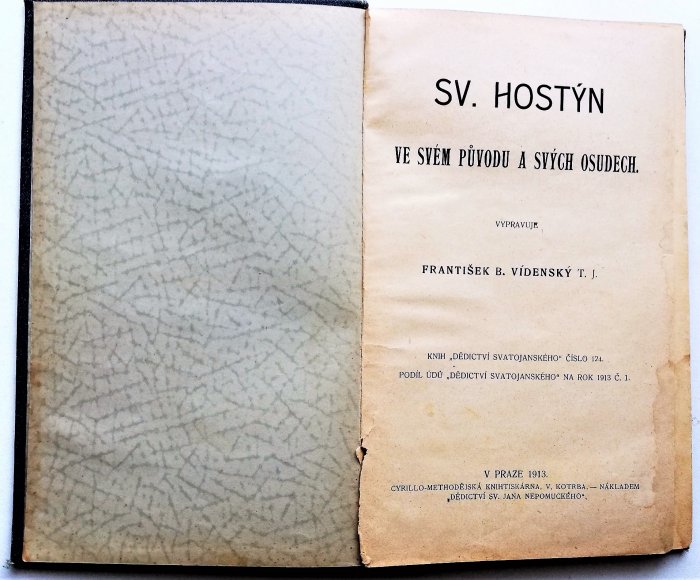 SV. HOSTÝN
VE SVÉM PŮVODU A SVÝCH OSUDECH.
VYPRAVUJE
FRANTIŠEK B. VÍDENSKÝ T. J.
KNIH „DĚDICTVÍ SVATOJANSKÉHO“ ČÍSLO 124.
PODÍL ÚDŮ „DĚDICTVÍ SVATOJANSKÉHO“ NA ROK 1913 Č. 1.
V PRAZE 1913.
CYRILLO-METHODĚJSKÁ KNIHTISKÁRNA, V. KOTRBA, — NÁKLADEM
„DĚDICTVÍ SV. JANA NEPOMUCKÉHO“.